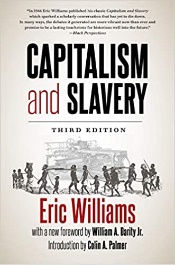 "In 1944 Eric Williams published his classic Capitalism and Slavery
which sparked a scholarly conversation that has yet to die down.
In many ways, the debates it generated are more vibrant now than ever and
promise to be a lasting touchstone for historians well into the future."
—Black Perspectives
CAPITALISM
and SLAVERY
THIRD EDITION
Eric Williams
with a new foreword by William A. Darity Jr.
Introduction by Colin A. Palmer